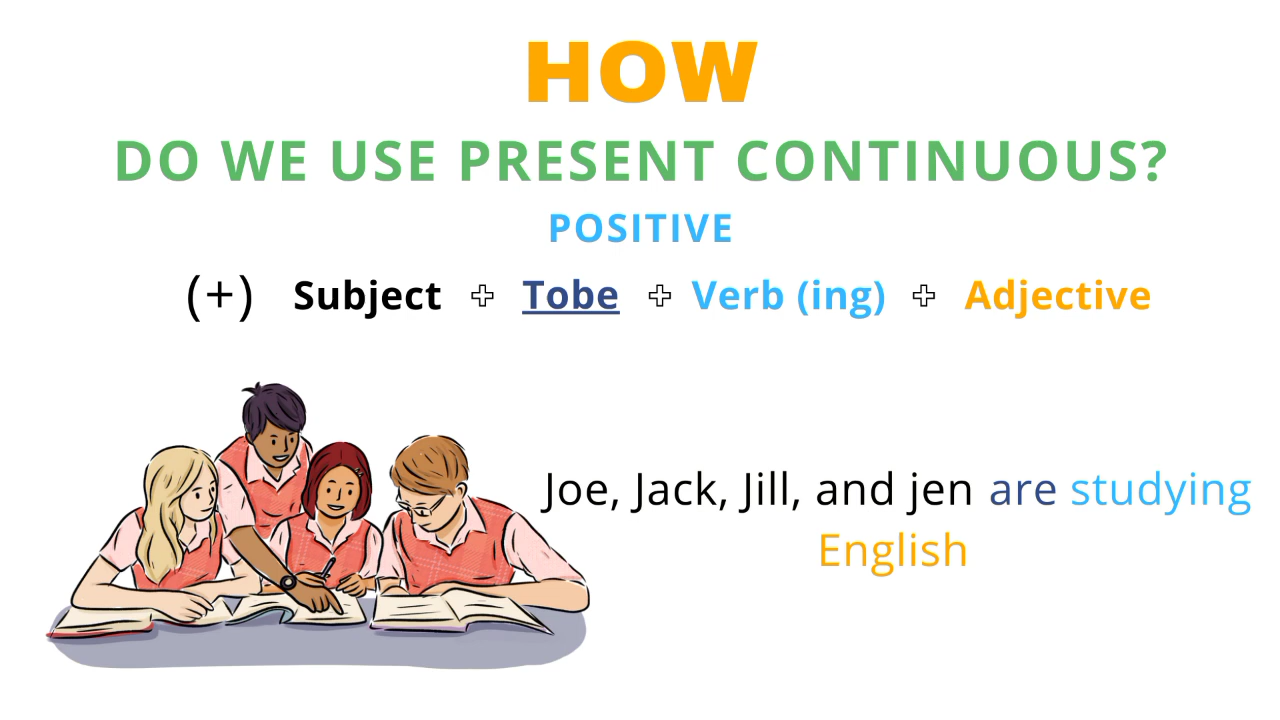 HOW
DO WE USE PRESENT CONTINUOUS?
POSITIVE
(+) Subject + Tobe + Verb (ing) + Adjective
Joe, Jack, Jill, and jen are studying
English